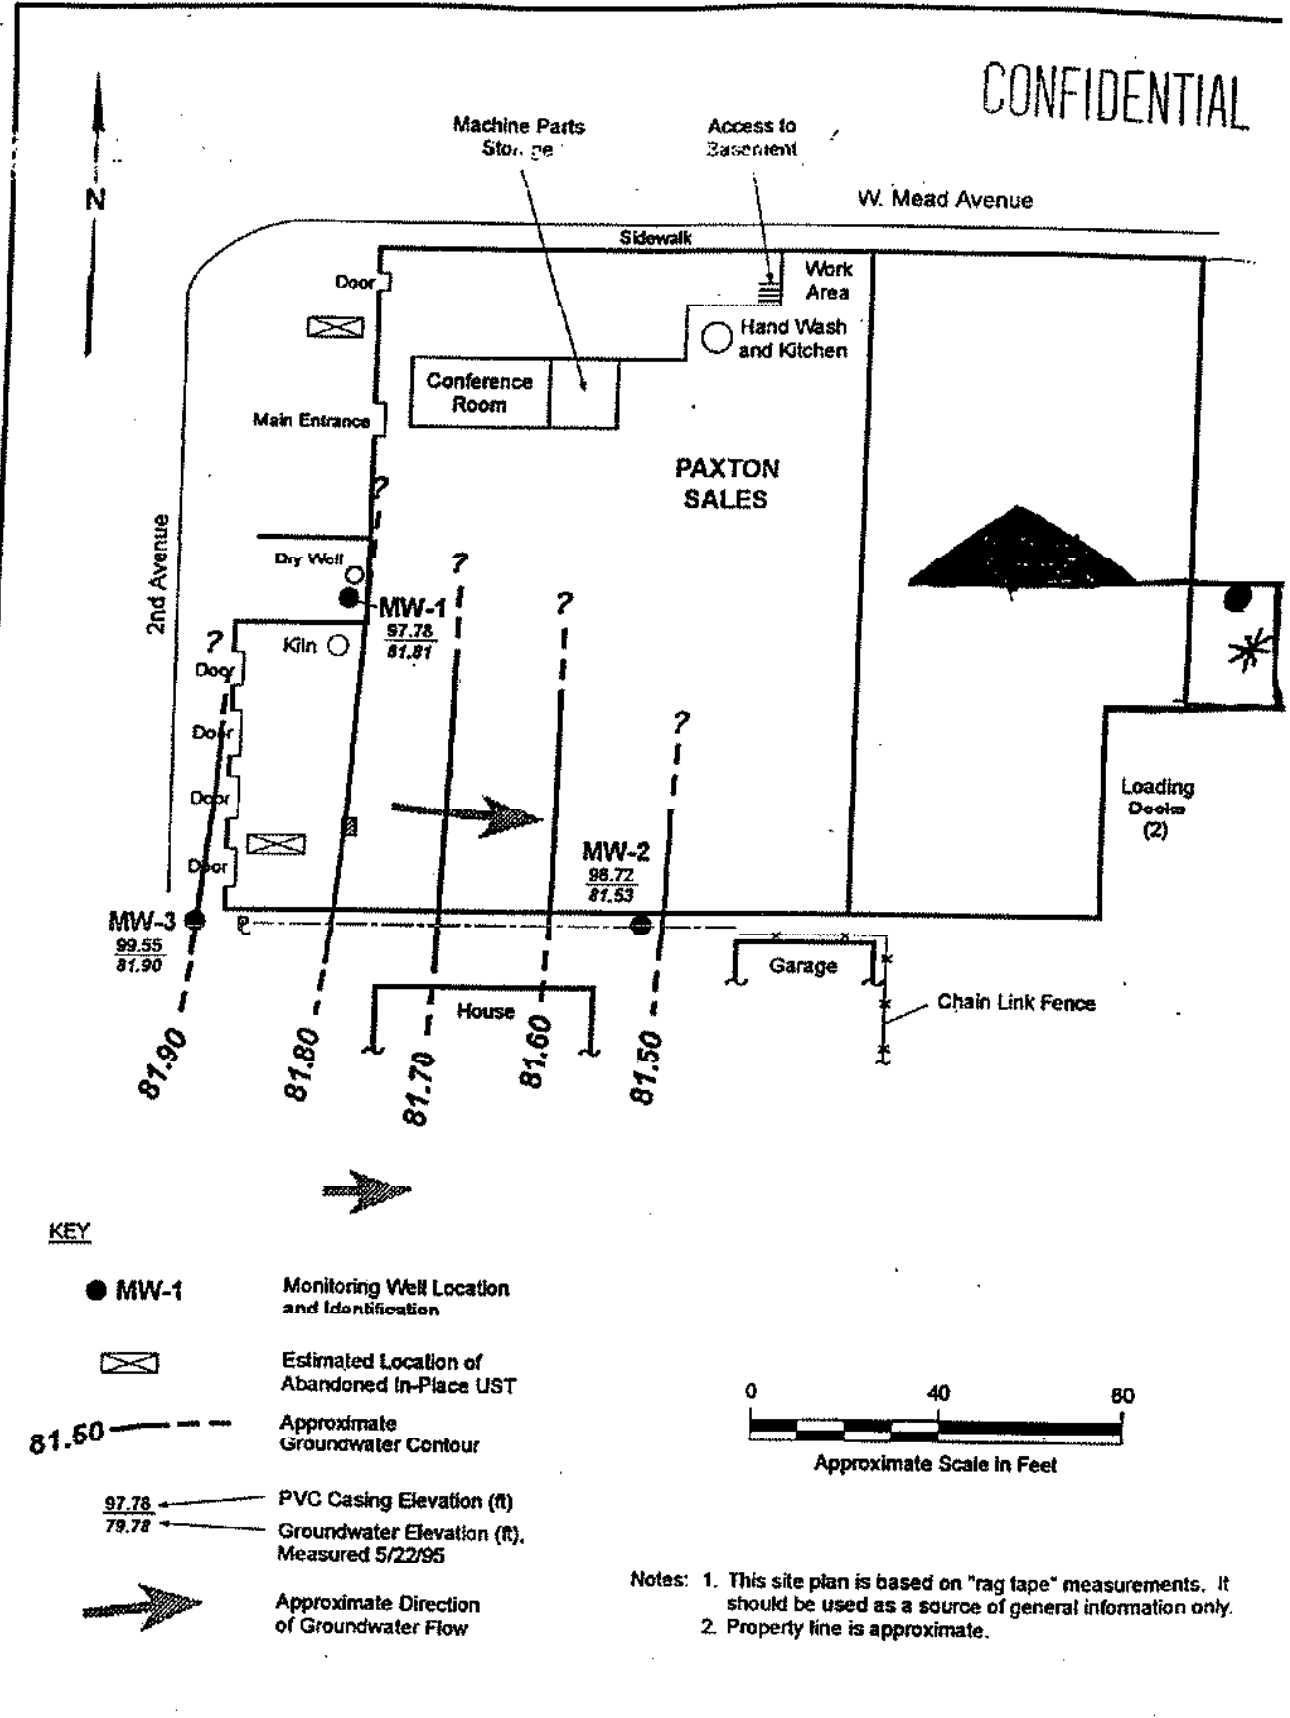 CONFIDENTIAL
Machine Parts
Access to
Basement
N
W. Mead Avenue
Sidewalk
Door
Work
Area
Hand Wash
and Kitchen
Conference
Room
Main Entrance
PAXTON
SALES
?
?
?
2nd Avenue
Dry Well
MW-1
97.78
81.81
?
Kiln
Door
?
Door
Door
Loading
(2)
MW-2
98.72
81.53
Door
MW-3
99.55
81.90
Garage
House
Chain Link Fence
81.90
81.80
81.70
81.60
81.50
KEY
MW-1
Monitoring Well Location
and Identification
Estimated Location of
Abandoned In-Place UST
81.50
Approximate
Groundwater Contour
97.78
79.78
PVC Casing Elevation (ft)
Groundwater Elevation (ft),
Measured 5/22/95
Approximate Direction
of Groundwater Flow
0 40 80
Approximate Scale in Feet
Notes: 1. This site plan is based on "rag tape" measurements. It
should be used as a source of general information only.
2. Property line is approximate.